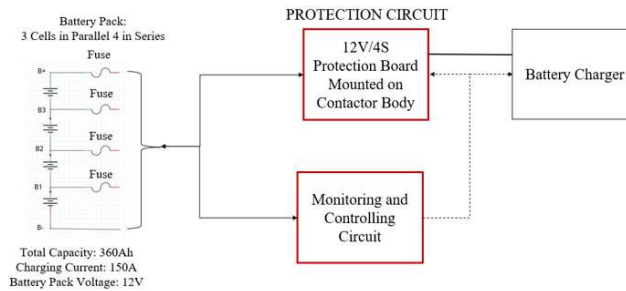 Battery Pack:
3 Cells in Parallel 4 in Series
PROTECTION CIRCUIT
B+
Fuse
B3
Fuse
B2
Fuse
B1
Fuse
B-
12V/4S
Protection Board
Mounted on
Contactor Body
Battery Charger
Monitoring and
Controlling
Circuit
Total Capacity: 360Ah
Charging Current: 150A
Battery Pack Voltage: 12V